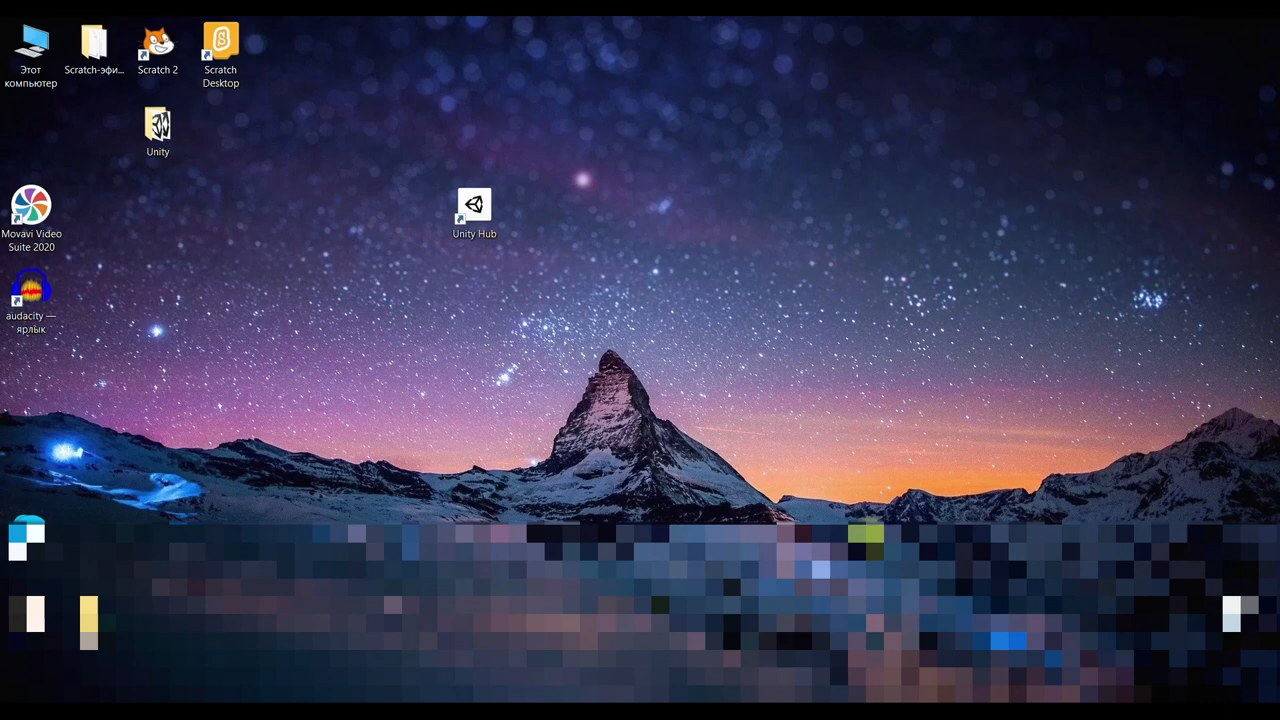 Этот
компьютер
Scratch-эфи...
Scratch 2
Scratch
Desktop
Unity
Movavi Video
Suite 2020
Unity Hub
audacity —
ярлык